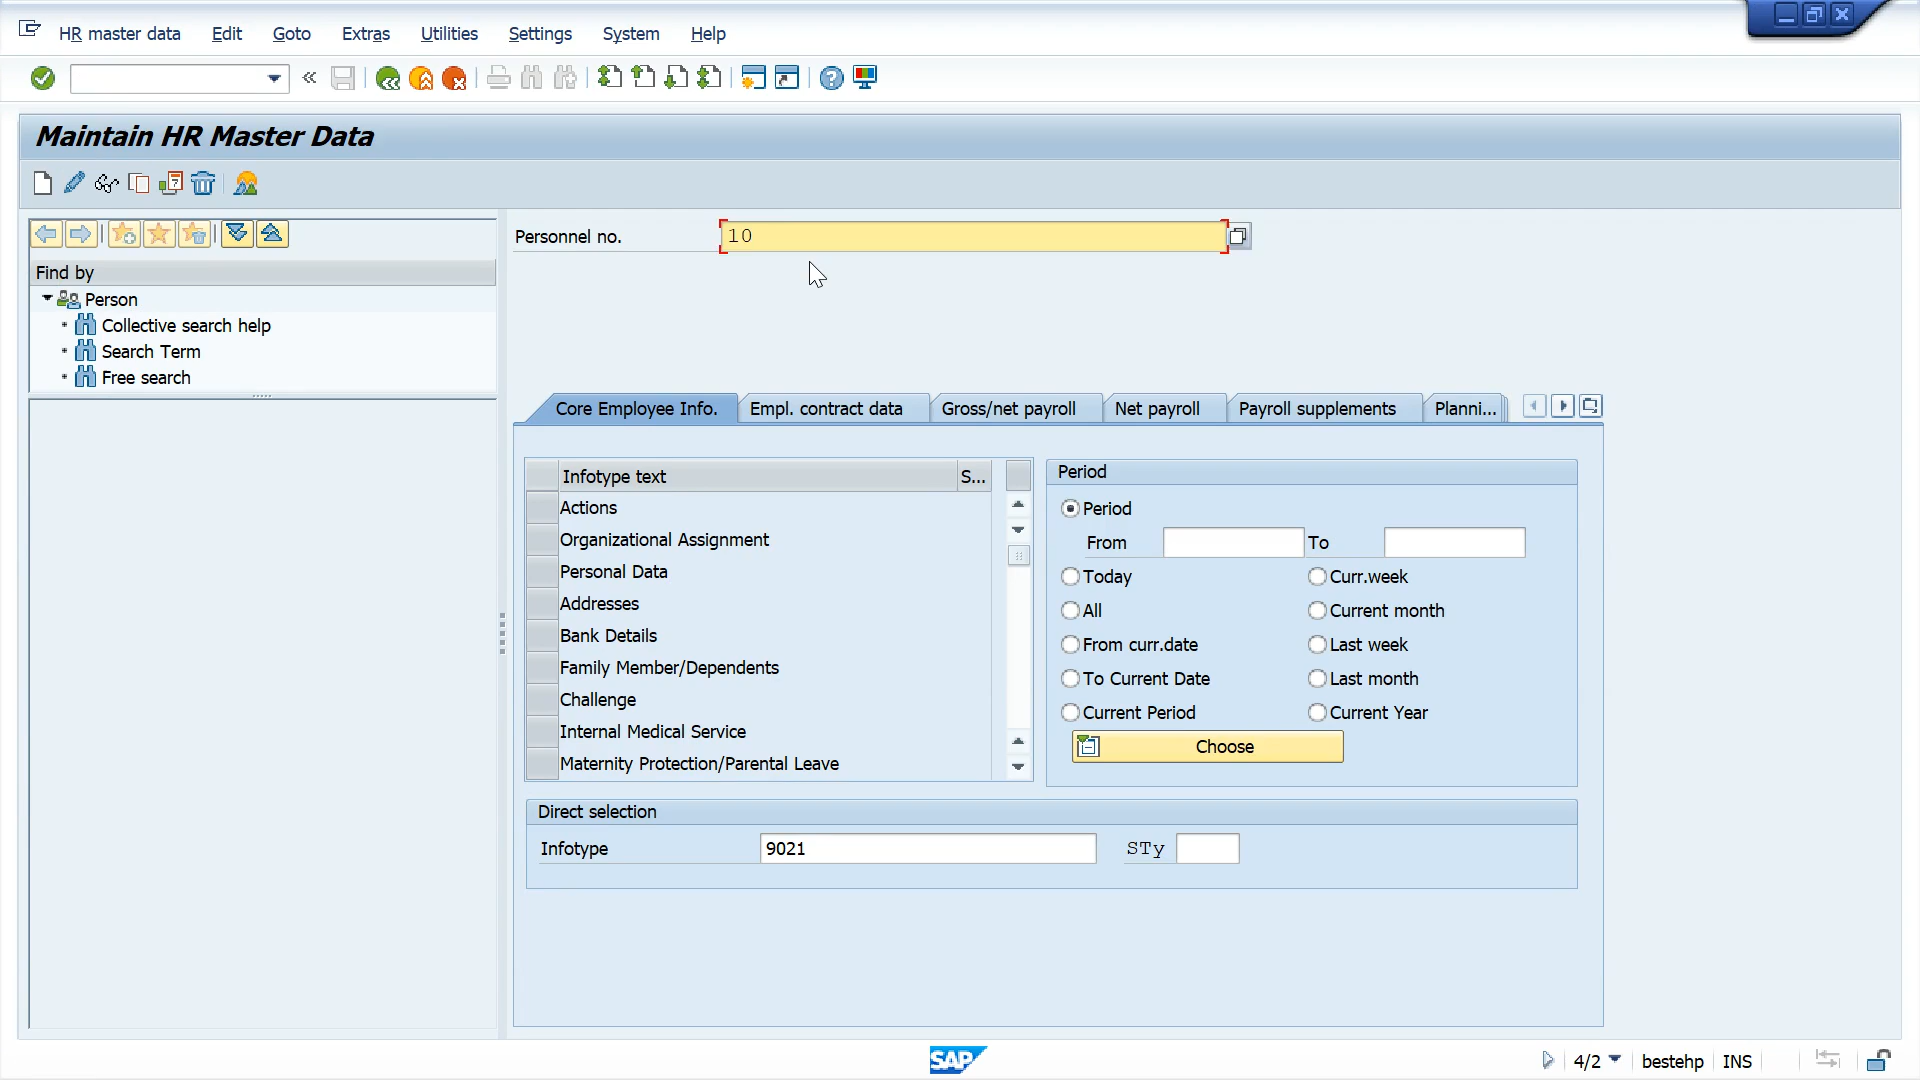 HR master data Edit Goto Extras Utilities Settings System Help
Maintain HR Master Data
Personnel no. 10
Find by
Person
Collective search help
Search Term
Free search
Core Employee Info. Empl. contract data Gross/net payroll Net payroll Payroll supplements Planni...
Infotype text S...
Actions
Organizational Assignment
Personal Data
Addresses
Bank Details
Family Member/Dependents
Challenge
Internal Medical Service
Maternity Protection/Parental Leave
Period
Period
From To
Today Curr.week
All Current month
From curr.date Last week
To Current Date Last month
Current Period Current Year
Choose
Direct selection
Infotype 9021 STy
SAP 4/2 bestehp INS